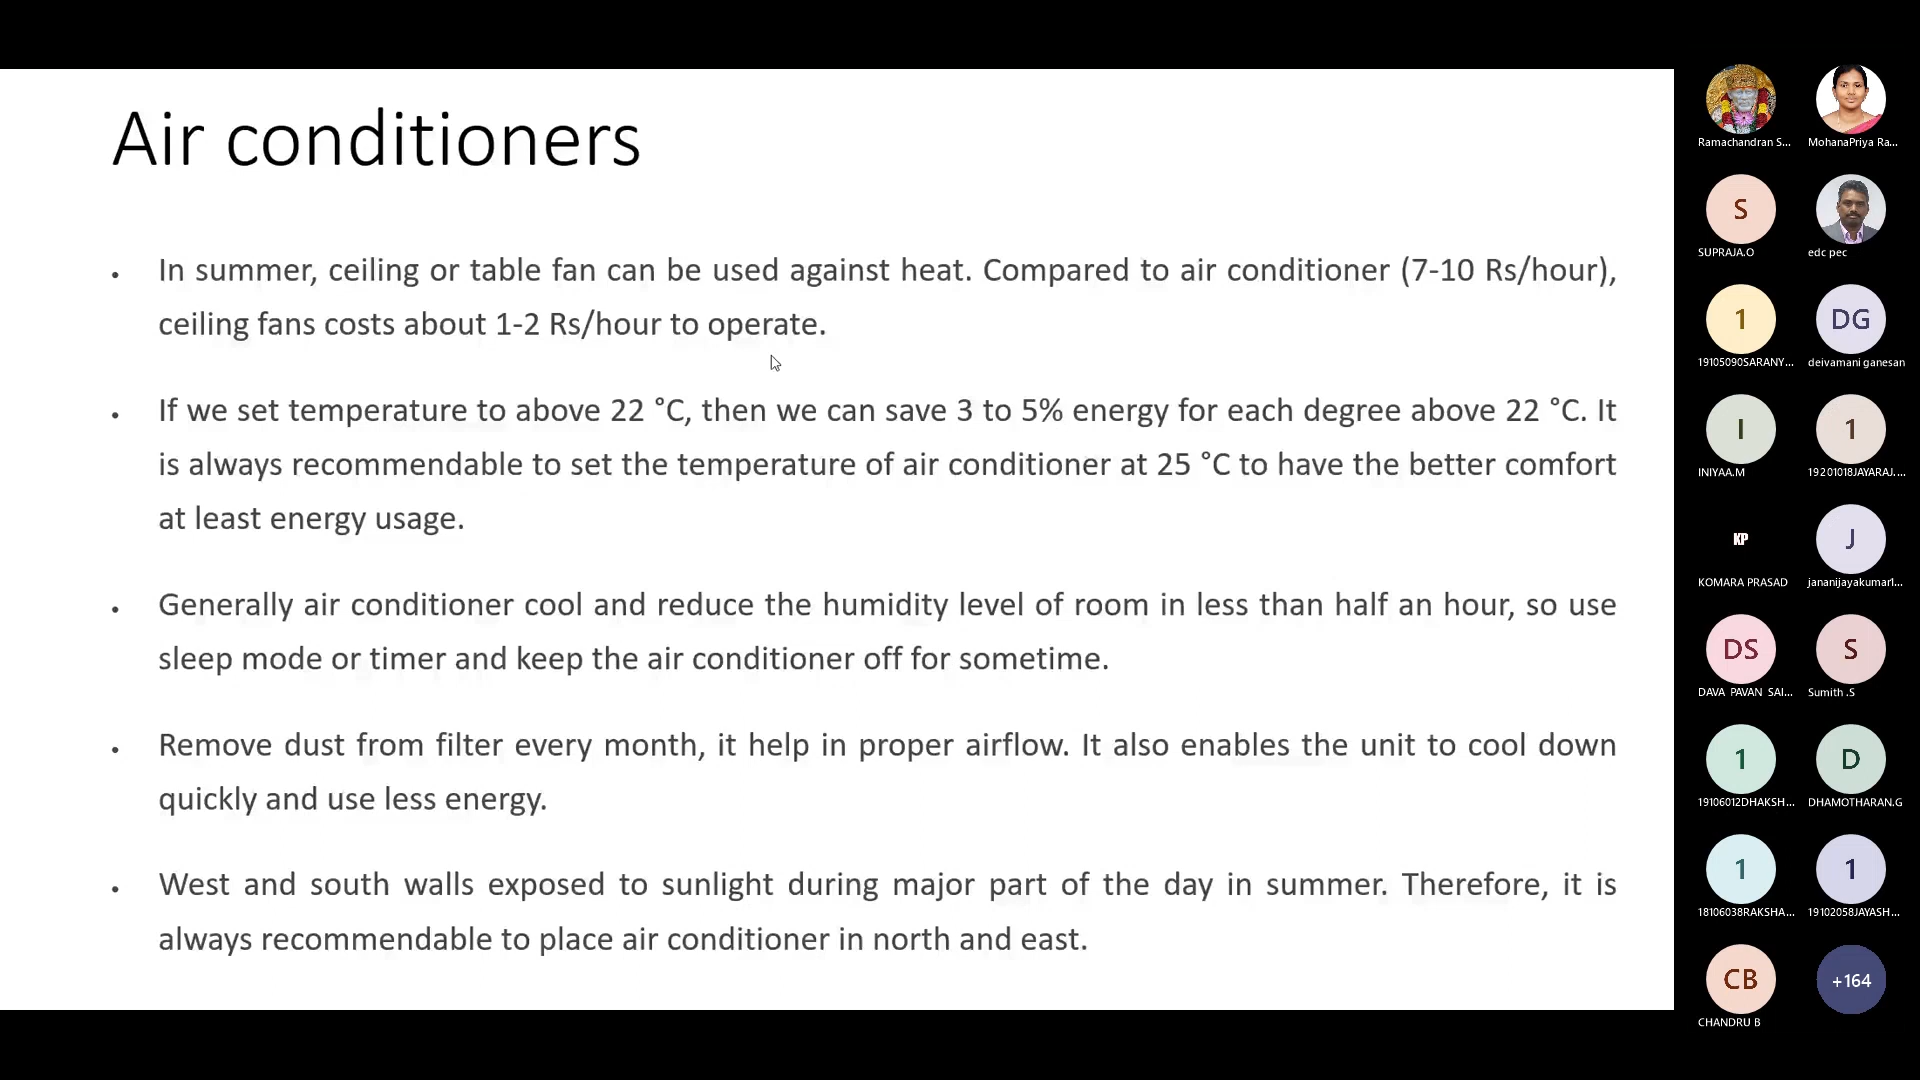 Air conditioners
• In summer, ceiling or table fan can be used against heat. Compared to air conditioner (7-10 Rs/hour),
ceiling fans costs about 1-2 Rs/hour to operate.
• If we set temperature to above 22 °C, then we can save 3 to 5% energy for each degree above 22 °C. It
is always recommendable to set the temperature of air conditioner at 25 °C to have the better comfort
at least energy usage.
• Generally air conditioner cool and reduce the humidity level of room in less than half an hour, so use
sleep mode or timer and keep the air conditioner off for sometime.
• Remove dust from filter every month, it help in proper airflow. It also enables the unit to cool down
quickly and use less energy.
• West and south walls exposed to sunlight during major part of the day in summer. Therefore, it is
always recommendable to place air conditioner in north and east.
Ramachandran S...
MohanaPriya Ra...
S
SUPRAJA.O
edc pec
1
19105090SARANY...
DG
deivamani ganesan
I
INIYAA.M
1
19201018JAYARAJ....
KP
KOMARA PRASAD
J
jananijayakumarl...
DS
DAVA PAVAN SAI...
S
Sumith .S
1
19106012DHAKSH...
D
DHAMOTHARAN.G
1
18106038RAKSHA...
1
19102058JAYASH...
CB
CHANDRU B
+164